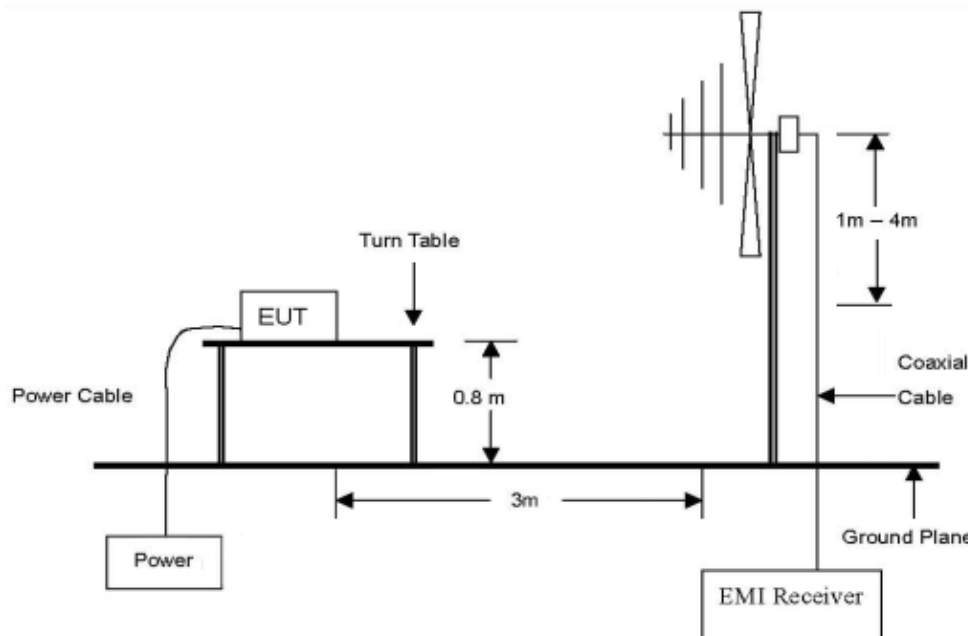 1m – 4m
Turn Table
EUT
Coaxial
Cable
Power Cable
0.8 m
3m
Ground Plane
Power
EMI Receiver